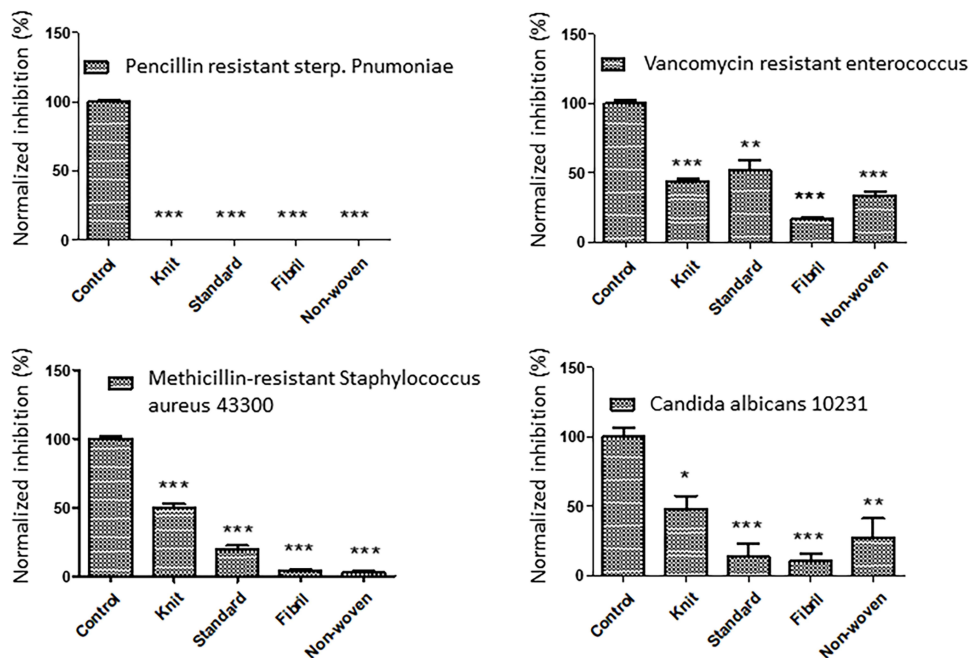 Normalized inhibition (%)
150
100
50
0
Pencillin resistant sterp. Pnumoniae
*** *** *** ***
Control Knit Standard Fibril Non-woven
Normalized inhibition (%)
150
100
50
0
Vancomycin resistant enterococcus
*** ** *** ***
Control Knit Standard Fibril Non-woven
Normalized inhibition (%)
150
100
50
0
Methicillin-resistant Staphylococcus
aureus 43300
*** *** *** ***
Control Knit Standard Fibril Non-woven
Normalized inhibition (%)
150
100
50
0
Candida albicans 10231
* *** *** **
Control Knit Standard Fibril Non-woven